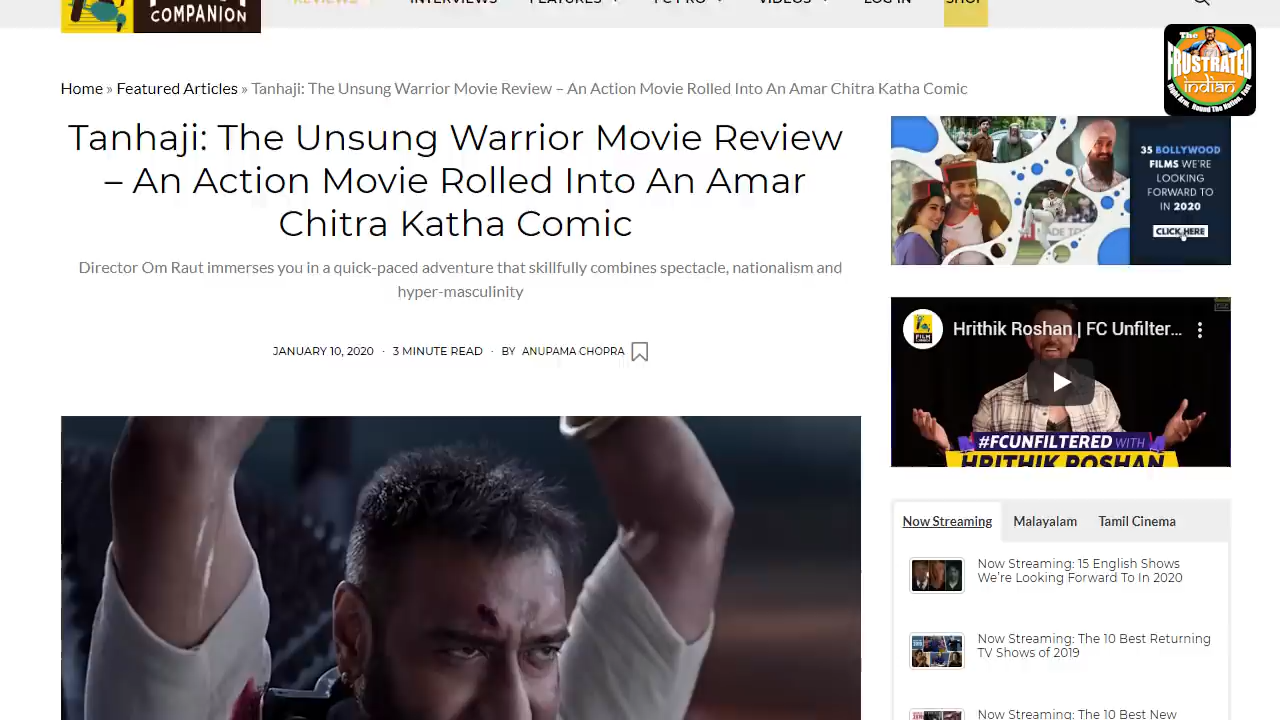 COMPANION
REVIEWS
INTERVIEWS
FEATURES
FC PRO
VIDEOS
LOG IN
SHOP
The
FRUSTRATED
indian
Right Arm, Round The Nation, Fast
Home » Featured Articles » Tanhaji: The Unsung Warrior Movie Review – An Action Movie Rolled Into An Amar Chitra Katha Comic
Tanhaji: The Unsung Warrior Movie Review
– An Action Movie Rolled Into An Amar
Chitra Katha Comic
Director Om Raut immerses you in a quick-paced adventure that skillfully combines spectacle, nationalism and
hyper-masculinity
JANUARY 10, 2020 · 3 MINUTE READ · BY ANUPAMA CHOPRA
35 BOLLYWOOD
FILMS WE'RE
LOOKING
FORWARD TO
IN 2020
CLICK HERE
Hrithik Roshan | FC Unfilter...
#FCUNFILTERED WITH
HRITHIK ROSHAN
Now Streaming Malayalam Tamil Cinema
Now Streaming: 15 English Shows
We're Looking Forward To In 2020
Now Streaming: The 10 Best Returning
TV Shows of 2019
Now Streaming: The 10 Best New